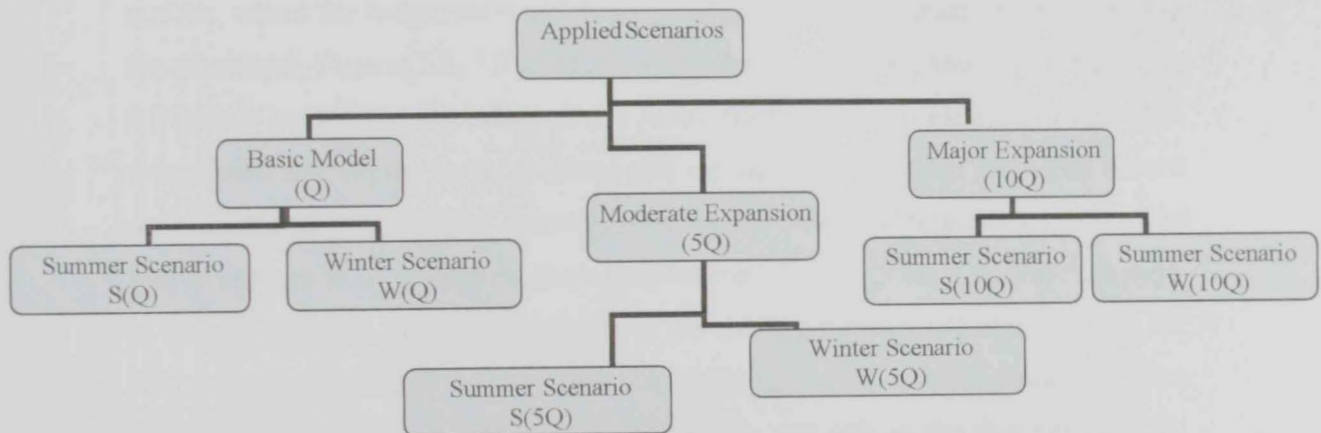 Applied Scenarios
Basic Model
(Q)
Summer Scenario
S(Q)
Winter Scenario
W(Q)
Moderate Expansion
(5Q)
Summer Scenario
S(5Q)
Winter Scenario
W(5Q)
Major Expansion
(10Q)
Summer Scenario
S(10Q)
Summer Scenario
W(10Q)